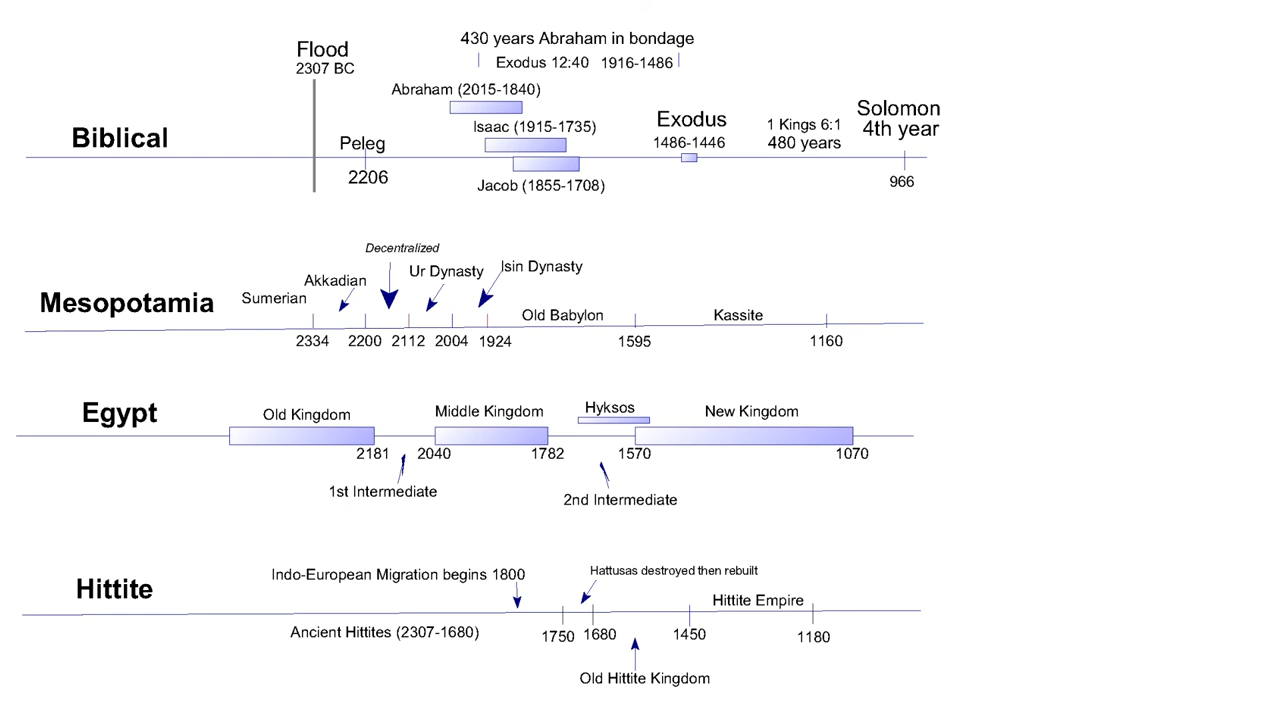 430 years Abraham in bondage
Flood
2307 BC
Exodus 12:40 1916-1486
Abraham (2015-1840)
Solomon
4th year
Exodus
1486-1446
1 Kings 6:1
480 years
Isaac (1915-1735)
Biblical
Peleg
2206
Jacob (1855-1708)
966
Decentralized
Akkadian
Ur Dynasty
Isin Dynasty
Sumerian
Mesopotamia
Old Babylon
Kassite
2334 2200 2112 2004 1924 1595 1160
Egypt
Old Kingdom
Middle Kingdom
Hyksos
New Kingdom
2181 2040 1782 1570 1070
1st Intermediate
2nd Intermediate
Hittite
Indo-European Migration begins 1800
Hattusas destroyed then rebuilt
Hittite Empire
Ancient Hittites (2307-1680)
1750 1680 1450 1180
Old Hittite Kingdom